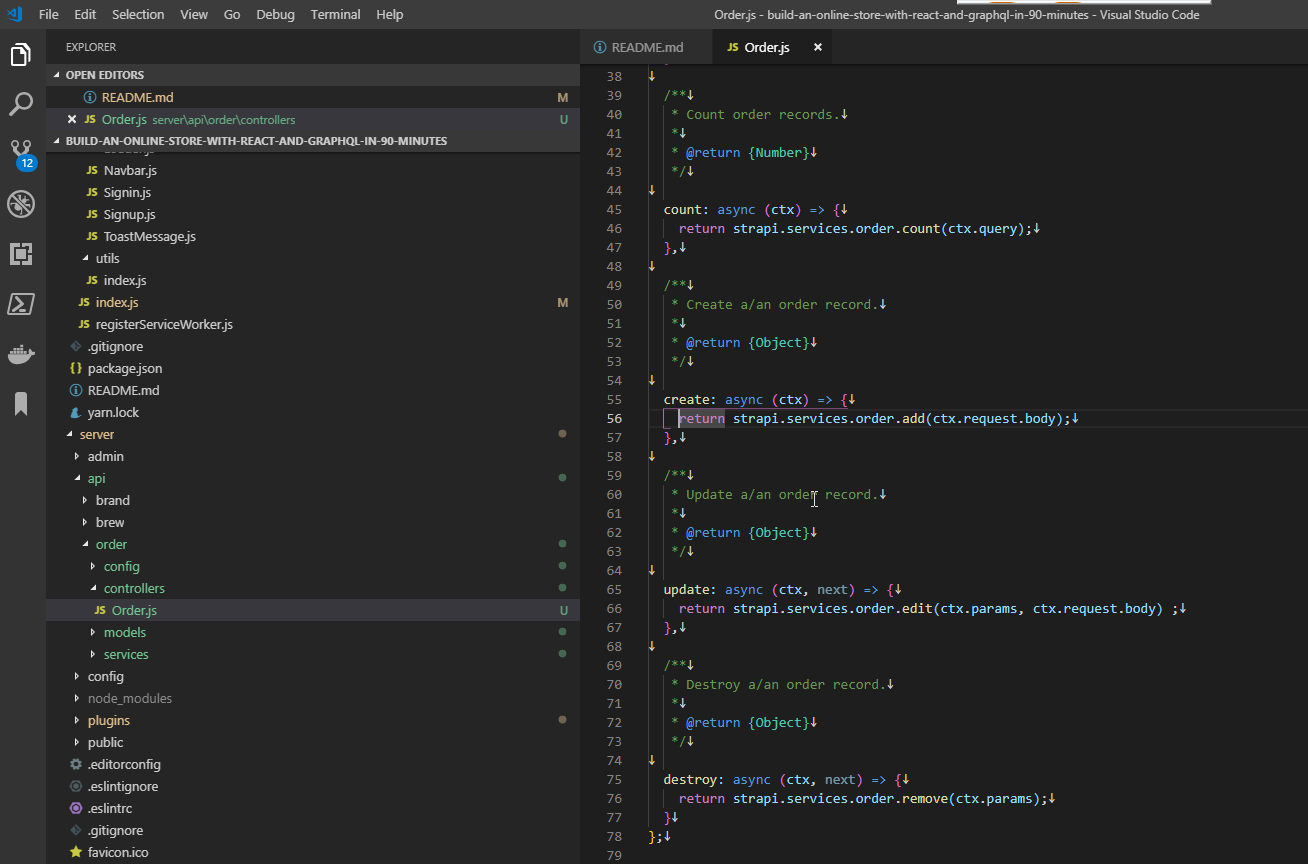 File Edit Selection View Go Debug Terminal Help
Order.js - build-an-online-store-with-react-and-graphql-in-90-minutes - Visual Studio Code
EXPLORER
OPEN EDITORS
README.md M
Order.js server\api\order\controllers U
BUILD-AN-ONLINE-STORE-WITH-REACT-AND-GRAPHQL-IN-90-MINUTES
JS Navbar.js
JS Signin.js
JS Signup.js
JS ToastMessage.js
utils
JS index.js
JS index.js M
JS registerServiceWorker.js
.gitignore
{} package.json
README.md
yarn.lock
server
admin
api
brand
brew
order
config
controllers
JS Order.js U
models
services
config
node_modules
plugins
public
.editorconfig
.eslintignore
.eslintrc
.gitignore
favicon.ico
12
README.md
JS Order.js ×
38 ↓
39 /**↓
40 * Count order records.↓
41 *↓
42 * @return {Number}↓
43 */↓
44 ↓
45 count: async (ctx) => {↓
46 return strapi.services.order.count(ctx.query);↓
47 },↓
48 ↓
49 /**↓
50 * Create a/an order record.↓
51 *↓
52 * @return {Object}↓
53 */↓
54 ↓
55 create: async (ctx) => {↓
56 return strapi.services.order.add(ctx.request.body);↓
57 },↓
58 ↓
59 /**↓
60 * Update a/an order record.↓
61 *↓
62 * @return {Object}↓
63 */↓
64 ↓
65 update: async (ctx, next) => {↓
66 return strapi.services.order.edit(ctx.params, ctx.request.body) ;↓
67 },↓
68 ↓
69 /**↓
70 * Destroy a/an order record.↓
71 *↓
72 * @return {Object}↓
73 */↓
74 ↓
75 destroy: async (ctx, next) => {↓
76 return strapi.services.order.remove(ctx.params);↓
77 }↓
78 };↓
79